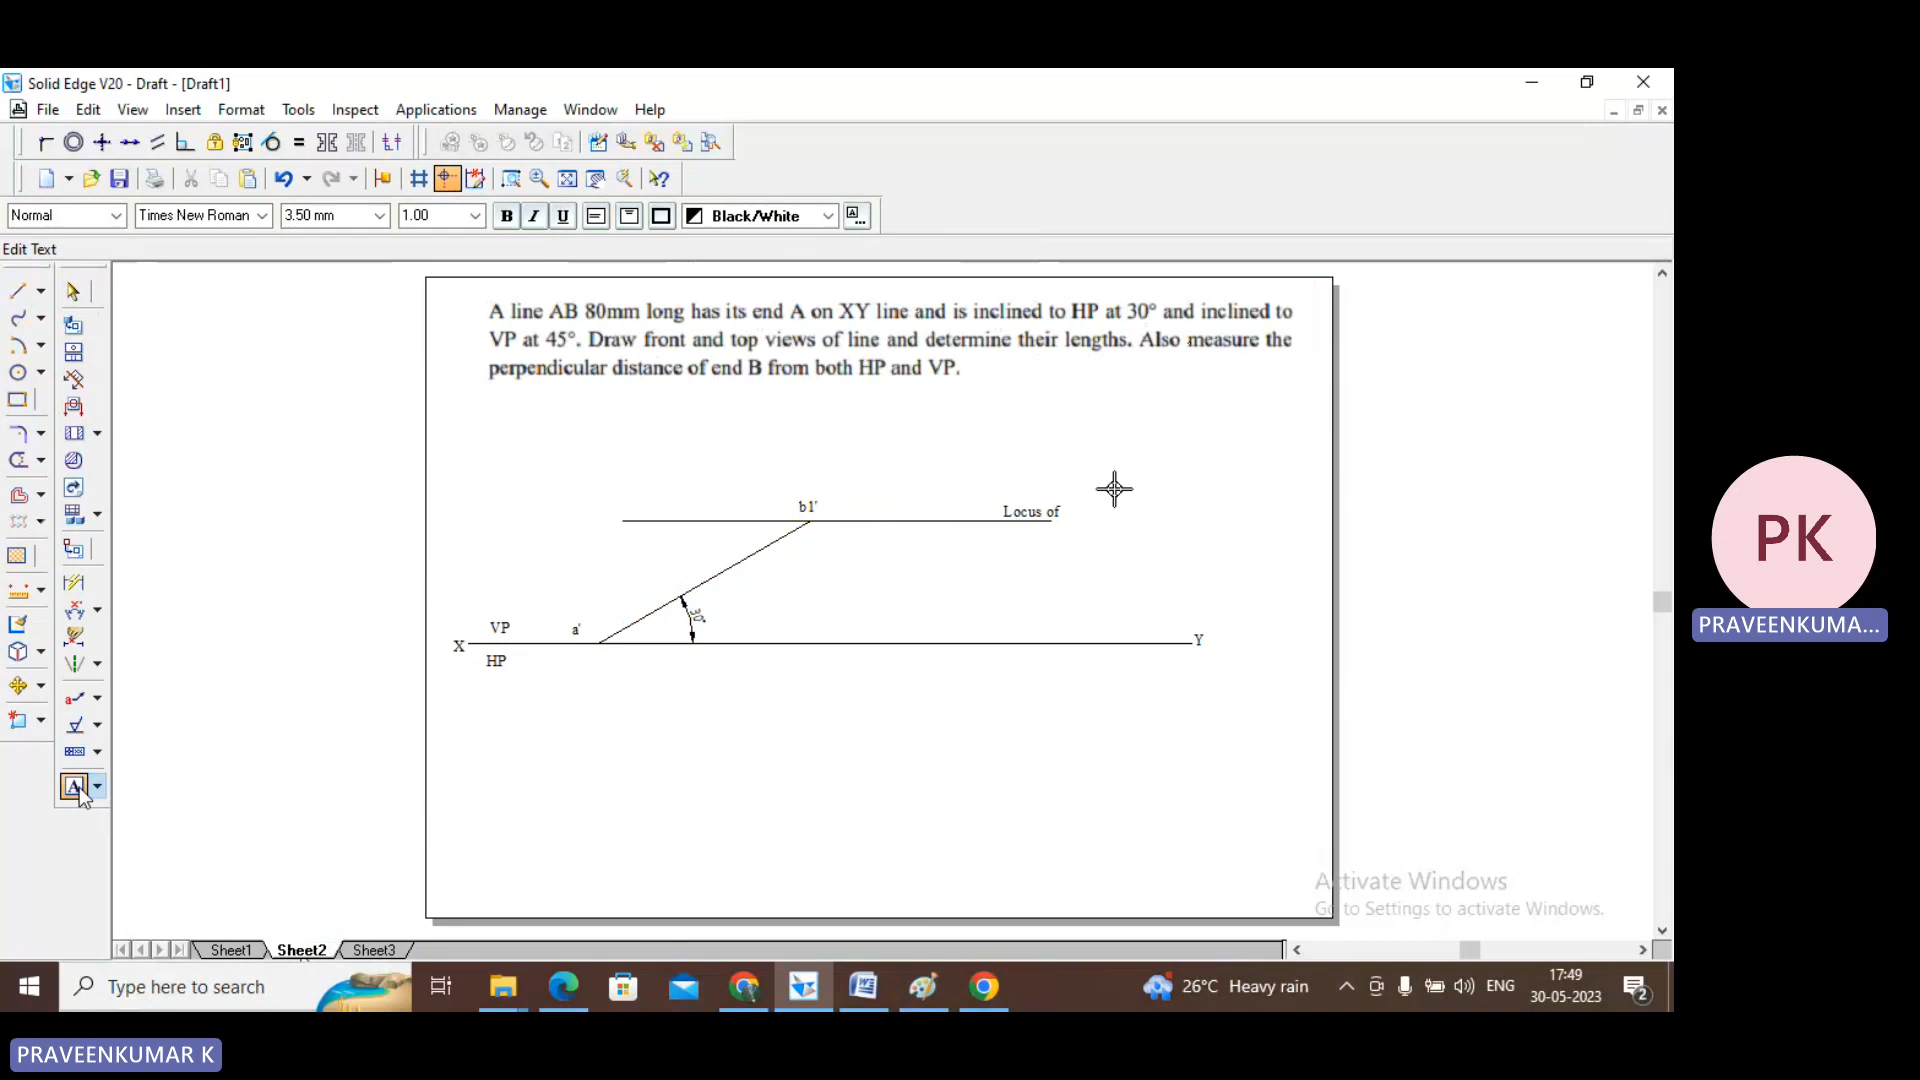 Solid Edge V20 - Draft - [Draft1]
File Edit View Insert Format Tools Inspect Applications Manage Window Help
Normal Times New Roman 3.50 mm 1.00 B I U Black/White
Edit Text
A line AB 80mm long has its end A on XY line and is inclined to HP at 30° and inclined to
VP at 45°. Draw front and top views of line and determine their lengths. Also measure the
perpendicular distance of end B from both HP and VP.
b1'
Locus of
30°
VP
a'
X
Y
HP
A
PK
PRAVEENKUMA...
Activate Windows
Go to Settings to activate Windows.
Sheet1 Sheet2 Sheet3
Type here to search
26°C Heavy rain
ENG
17:49
30-05-2023
2
PRAVEENKUMAR K